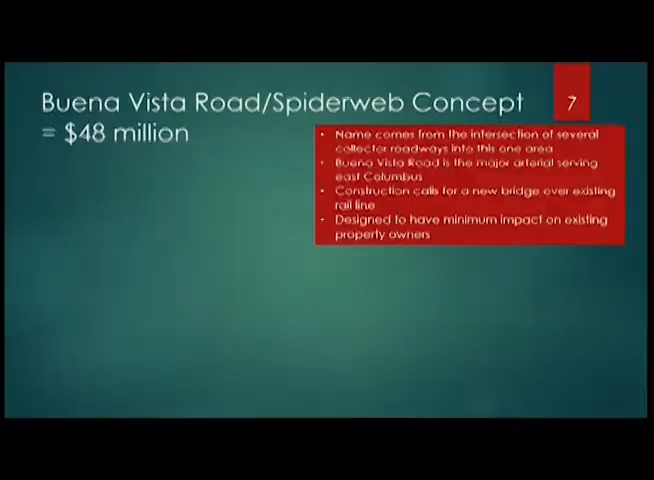 Buena Vista Road/Spiderweb Concept
= $48 million
7
• Name comes from the intersection of several
collector roadways into this one area
• Buena Vista Road is the major arterial serving
east Columbus
• Construction calls for a new bridge over existing
rail line
• Designed to have minimum impact on existing
property owners